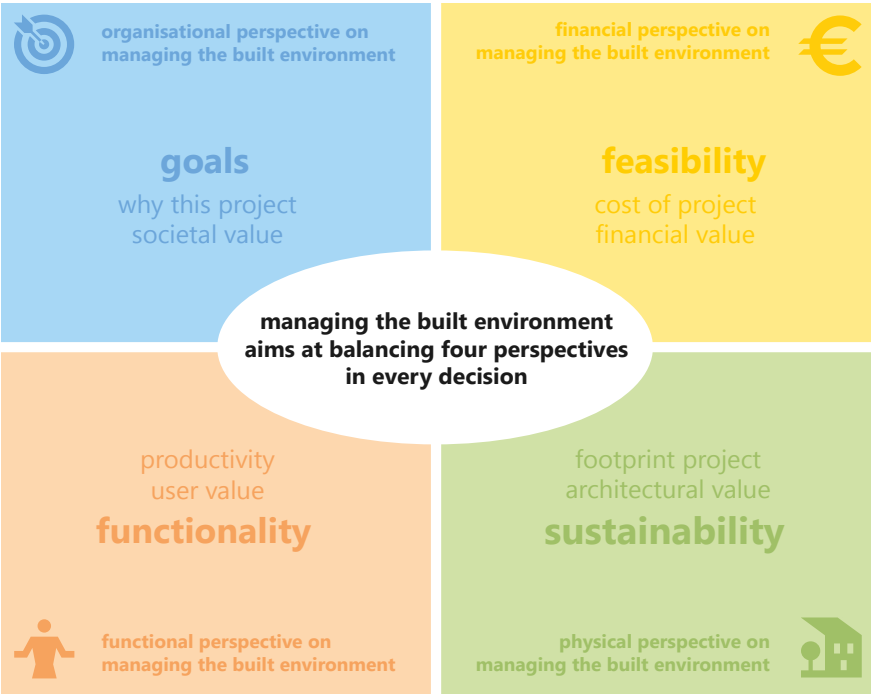 organisational perspective on
managing the built environment
goals
why this project
societal value
financial perspective on
managing the built environment
€
feasibility
cost of project
financial value
managing the built environment
aims at balancing four perspectives
in every decision
productivity
user value
functionality
functional perspective on
managing the built environment
footprint project
architectural value
sustainability
physical perspective on
managing the built environment